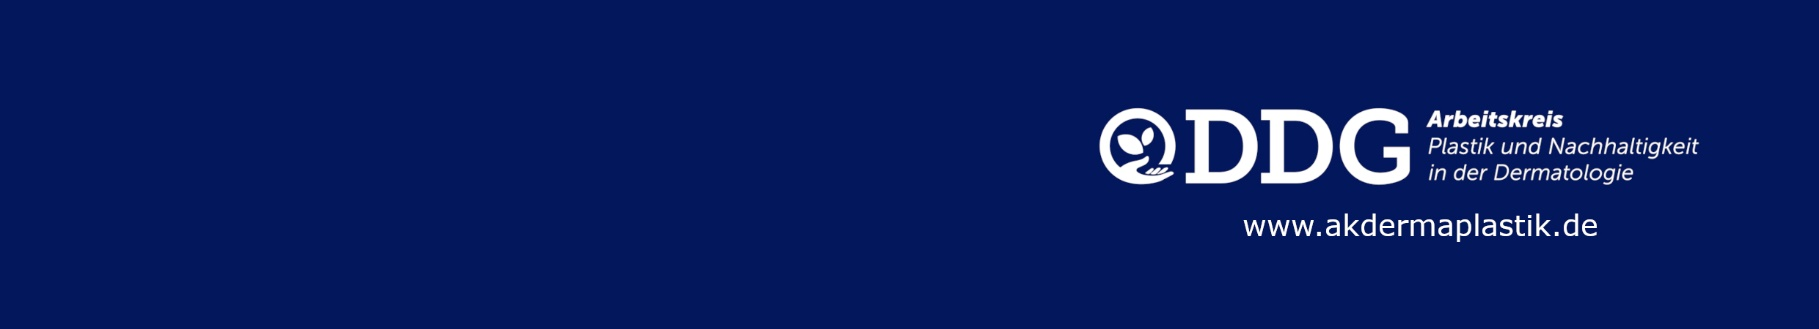 DDG
Arbeitskreis
Plastik und Nachhaltigkeit
in der Dermatologie
www.akdermaplastik.de